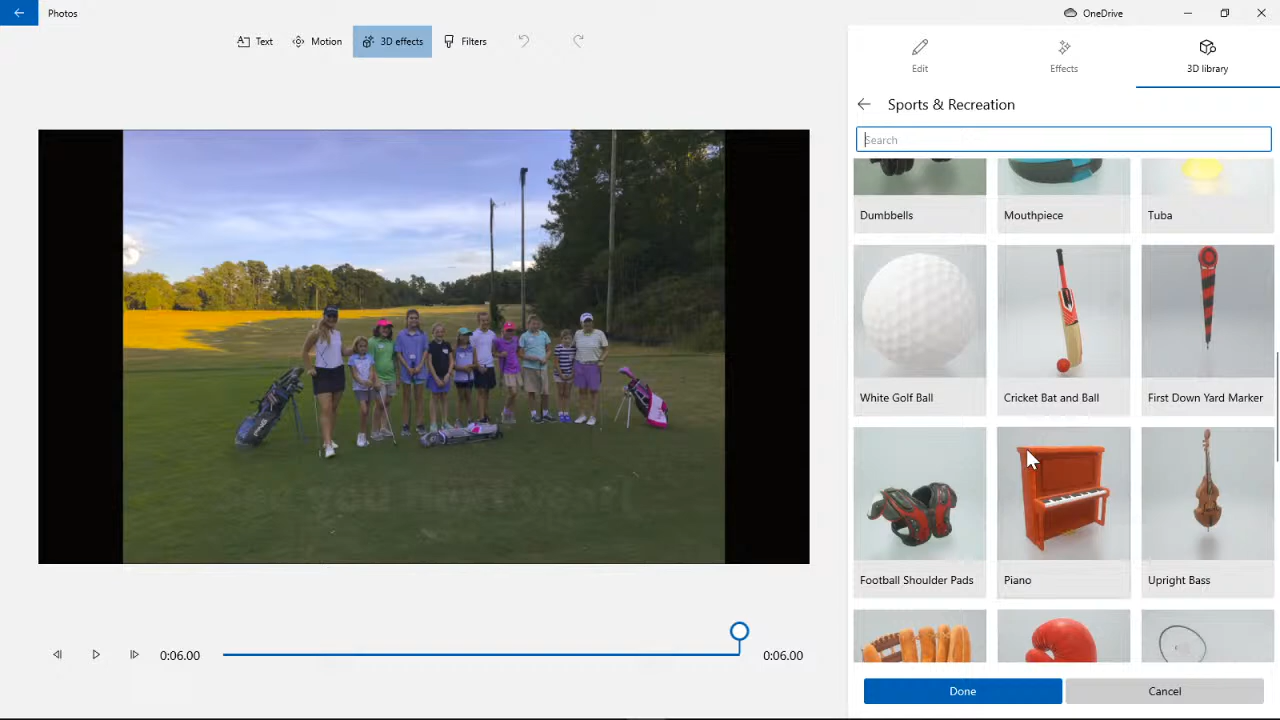 Photos
OneDrive
Text
Motion
3D effects
Filters
Edit
Effects
3D library
Sports & Recreation
Search
Dumbbells
Mouthpiece
Tuba
White Golf Ball
Cricket Bat and Ball
First Down Yard Marker
Football Shoulder Pads
Piano
Upright Bass
0:06.00
0:06.00
Done
Cancel